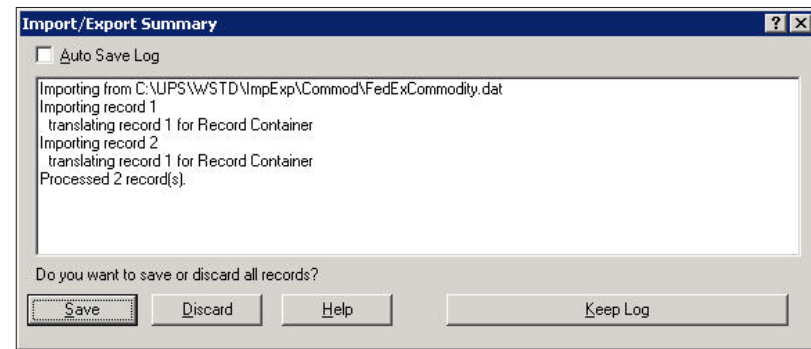 Import/Export Summary
Auto Save Log
Importing from C:\UPS\WSTD\ImpExp\Commod\FedExCommodity.dat
Importing record 1
translating record 1 for Record Container
Importing record 2
translating record 1 for Record Container
Processed 2 record(s).
Do you want to save or discard all records?
Save Discard Help Keep Log